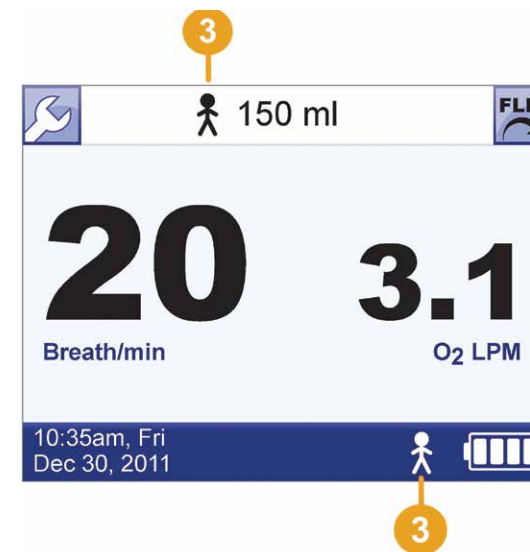 3
150 ml
20
3.1
Breath/min
O₂ LPM
10:35am, Fri
Dec 30, 2011
3